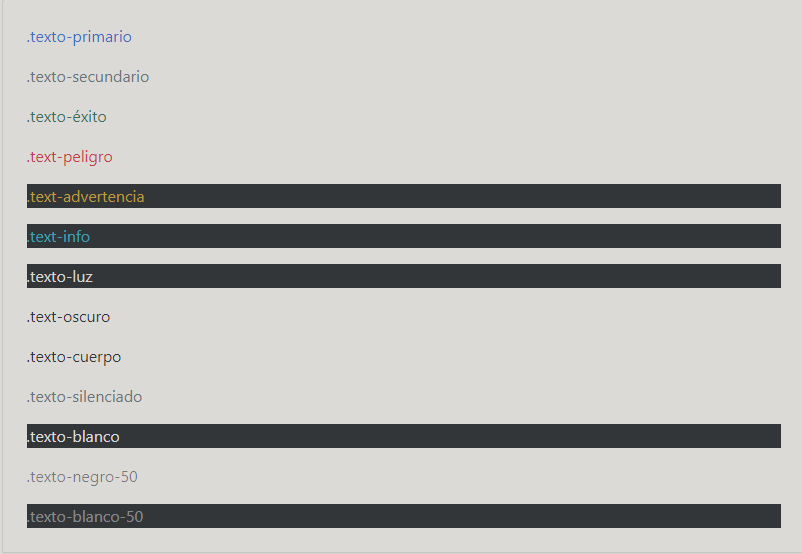 .texto-primario
.texto-secundario
.texto-éxito
.text-peligro
.text-advertencia
.text-info
.texto-luz
.text-oscuro
.texto-cuerpo
.texto-silenciado
.texto-blanco
.texto-negro-50
.texto-blanco-50